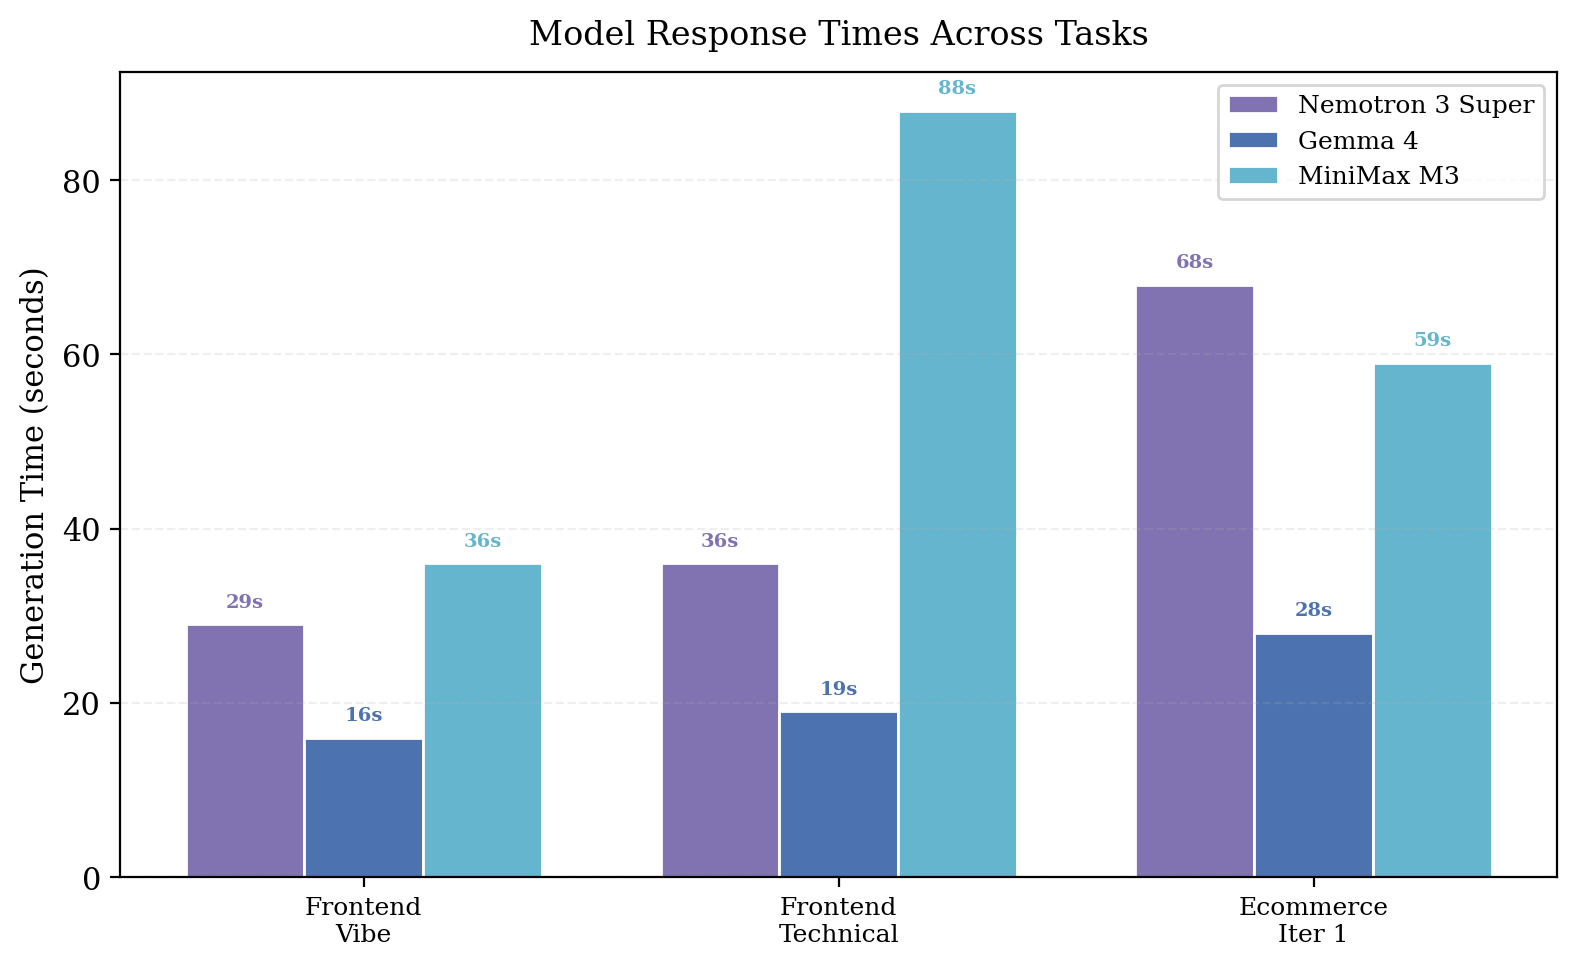 Model Response Times Across Tasks
Generation Time (seconds)
80
60
40
20
0
88s
Nemotron 3 Super
Gemma 4
MiniMax M3
68s
59s
36s
36s
29s
28s
19s
16s
Frontend
Vibe
Frontend
Technical
Ecommerce
Iter 1